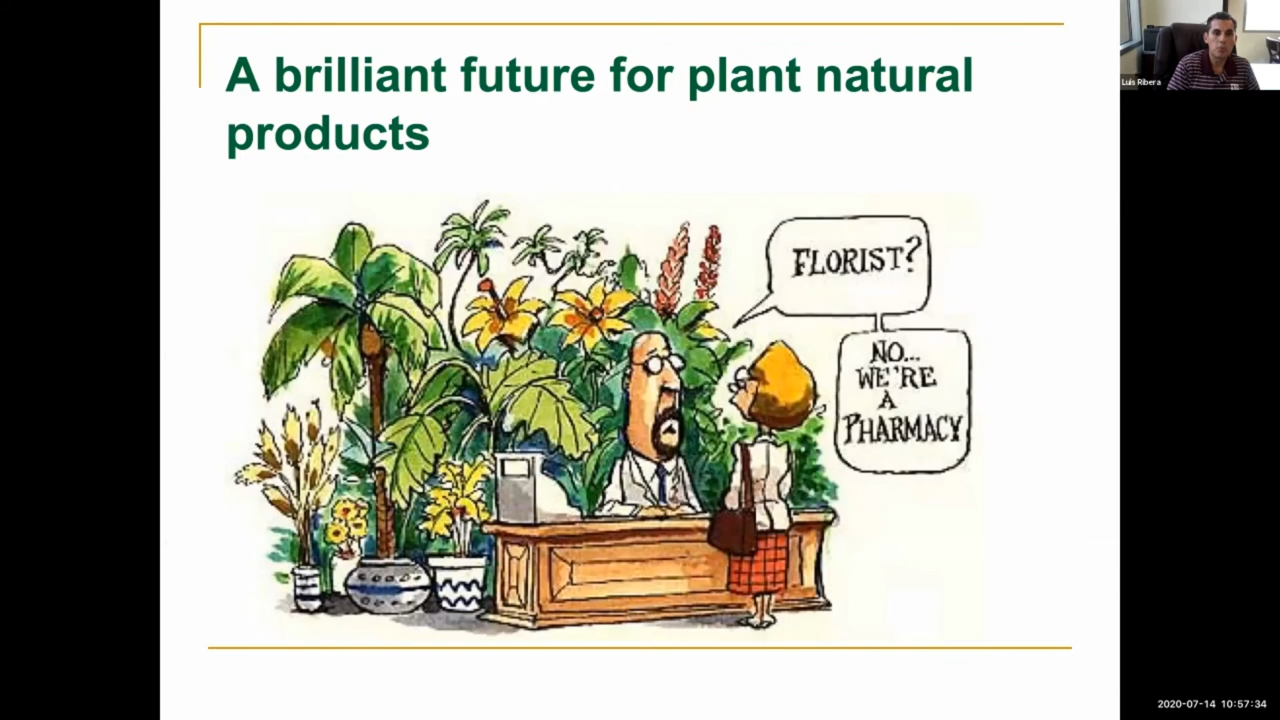 A brilliant future for plant natural
products
FLORIST?
NO...
WE'RE
A
PHARMACY
Luis Ribera
2020-07-14 10:57:34